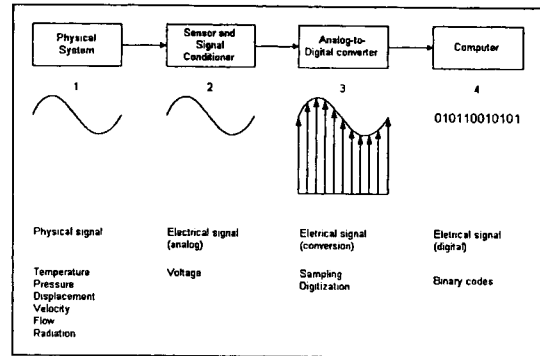 Physical
System
Sensor and
Signal
Conditioner
Analog-to-
Digital converter
Computer
1
2
3
4
010110010101
Physical signal
Electrical signal
(analog)
Eletrical signal
(conversion)
Eletrical signal
(digital)
Temperature
Pressure
Displacement
Velocity
Flow
Radiation
Voltage
Sampling
Digitization
Binary codes